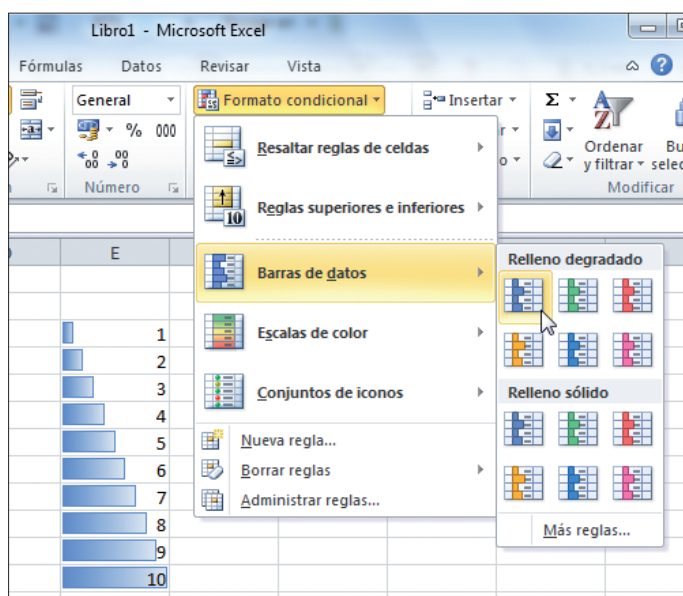 Libro1 - Microsoft Excel
Fórmulas Datos Revisar Vista
General Formato condicional Insertar Σ
% 000
Ordenar
y filtrar
Número Modificar
Resaltar reglas de celdas
Reglas superiores e inferiores
10
E
Barras de datos
Escalas de color
Conjuntos de iconos
Nueva regla...
Borrar reglas
Administrar reglas...
Relleno degradado
Relleno sólido
Más reglas...
1
2
3
4
5
6
7
8
9
10